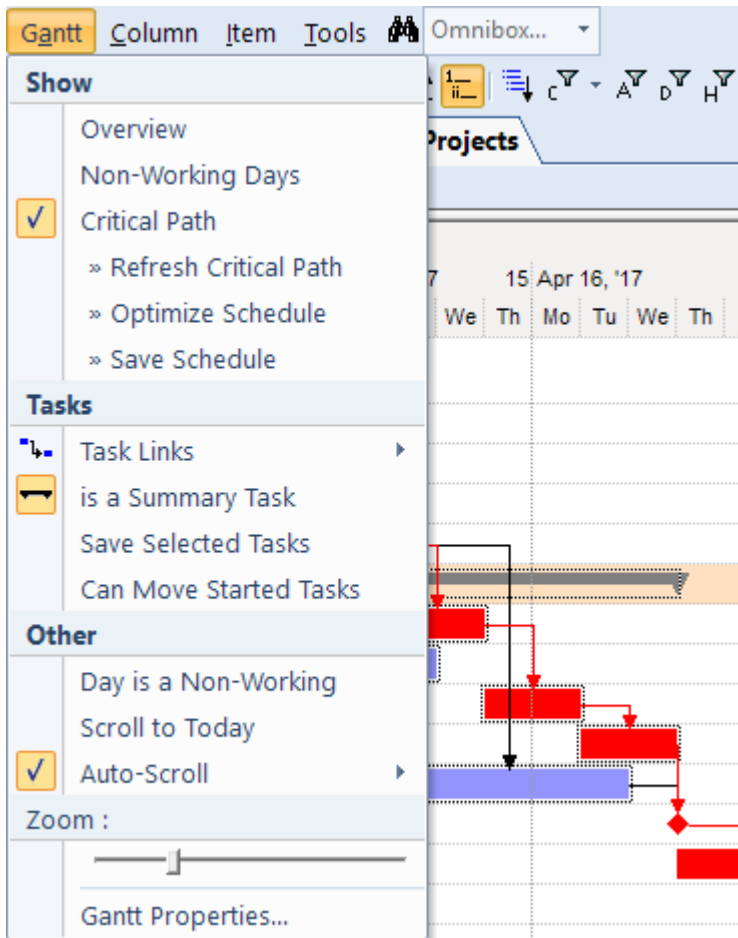 Gantt Column Item Tools Omnibox...
Show
Overview
Non-Working Days
Critical Path
» Refresh Critical Path
» Optimize Schedule
» Save Schedule
Tasks
Task Links
is a Summary Task
Save Selected Tasks
Can Move Started Tasks
Other
Day is a Non-Working
Scroll to Today
Auto-Scroll
Zoom :
Gantt Properties...
C A D H
Projects
7 15 Apr 16, '17
We Th Mo Tu We Th